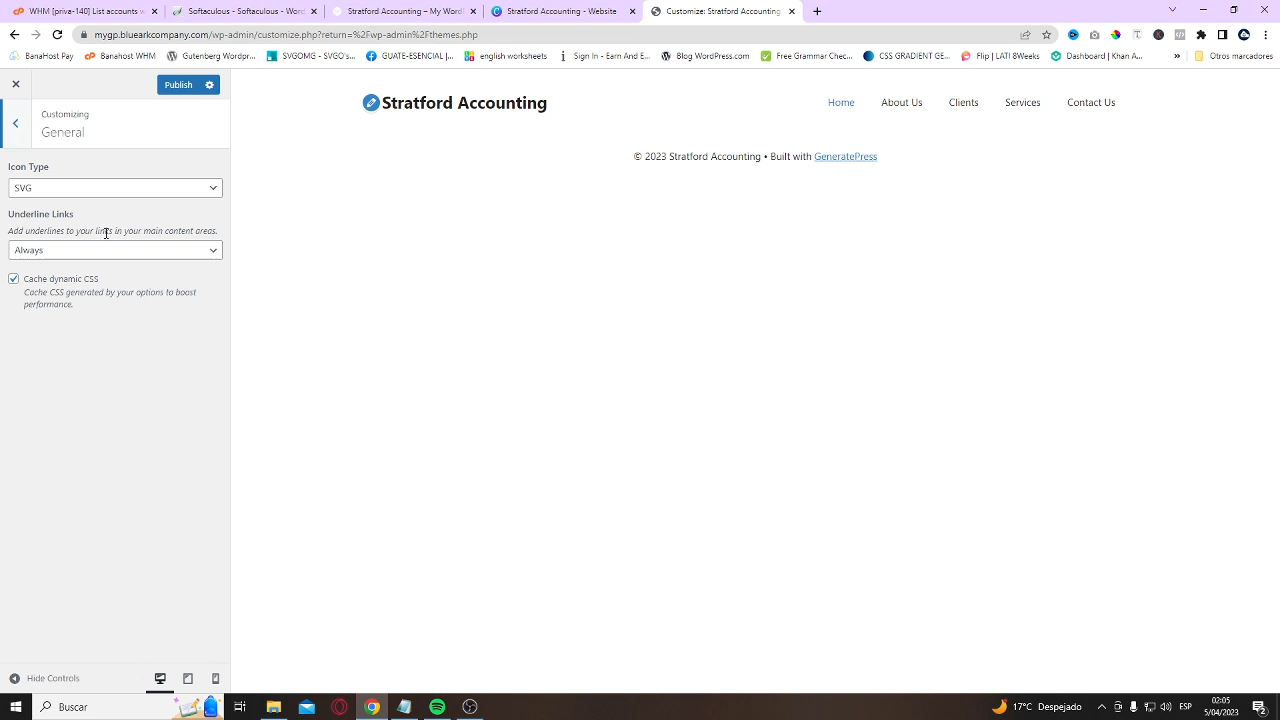 WHM [priva-140] List accounts w
Softaculous - Softaculous - Word
Stratford Accounting – My WordP
Stratford Accounting - Website
Customize: Stratford Accounting
mygp.bluearkcompany.com/wp-admin/customize.php?return=%2Fwp-admin%2Fthemes.php
BanaHost Pay
Banahost WHM
Gutenberg Wordpr...
SVGOMG - SVGO's...
GUATE-ESENCIAL |...
english worksheets
Sign In - Earn And E...
Blog WordPress.com
Free Grammar Chec...
CSS GRADIENT GE...
Flip | LATI 8Weeks
Dashboard | Khan A...
»
Otros marcadores
Publish
Customizing
General
Icon Type
SVG
Underline Links
Add underlines to your links in your main content areas.
Always
Cache dynamic CSS
Cache CSS generated by your options to boost
performance.
Hide Controls
Stratford Accounting
Home
About Us
Clients
Services
Contact Us
© 2023 Stratford Accounting • Built with GeneratePress
Buscar
17°C Despejado
ESP
02:05
5/04/2023
2